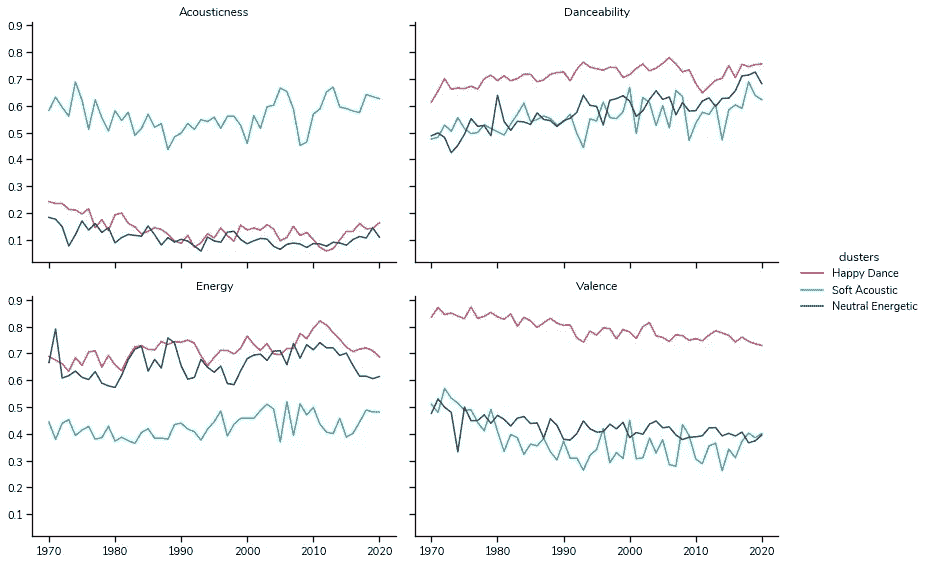 Acousticness
Danceability
0.9
0.8
0.7
0.6
0.5
0.4
0.3
0.2
0.1
clusters
Happy Dance
Soft Acoustic
Neutral Energetic
Energy
Valence
0.9
0.8
0.7
0.6
0.5
0.4
0.3
0.2
0.1
1970 1980 1990 2000 2010 2020
1970 1980 1990 2000 2010 2020